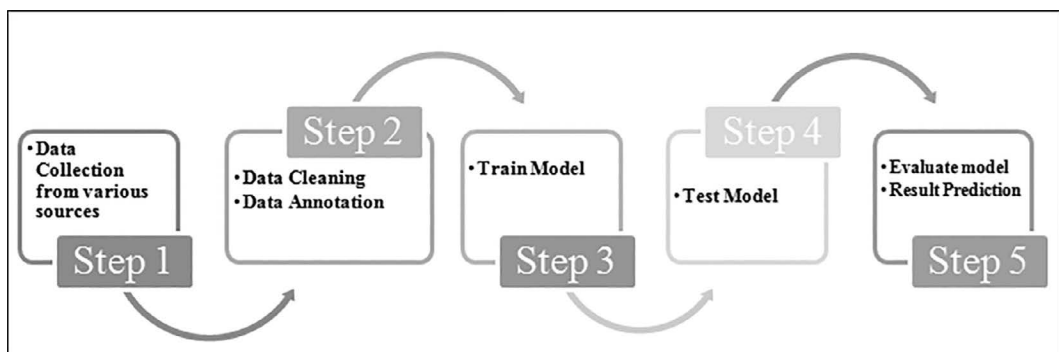 • Data
Collection
from various
sources
Step 1
Step 2
• Data Cleaning
• Data Annotation
• Train Model
Step 3
Step 4
• Test Model
• Evaluate model
• Result Prediction
Step 5